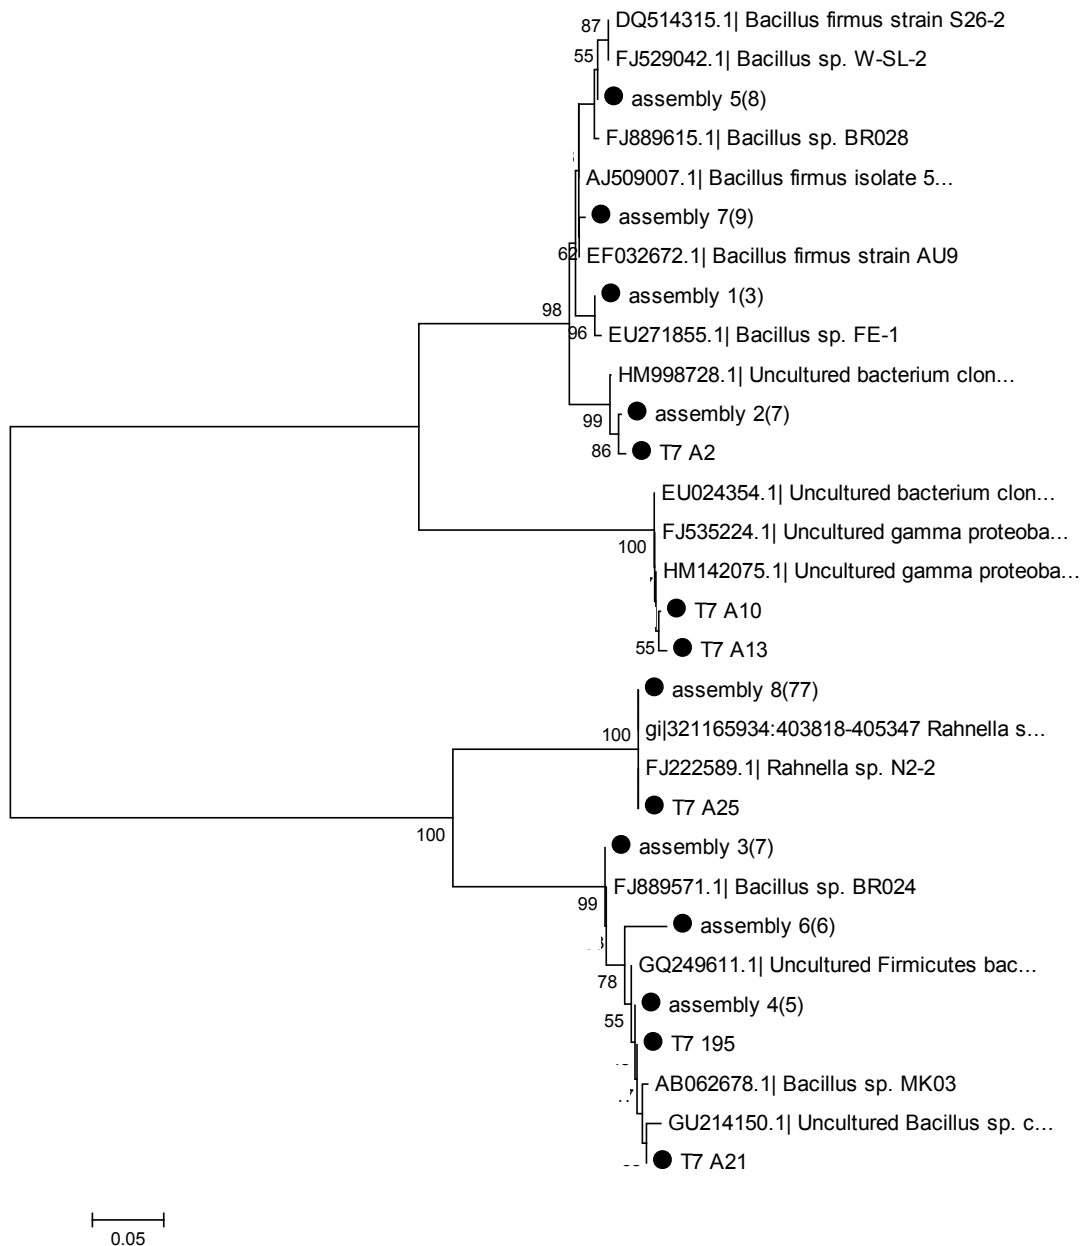 87
DQ514315.1| Bacillus firmus strain S26-2
55
FJ529042.1| Bacillus sp. W-SL-2
assembly 5(8)
FJ889615.1| Bacillus sp. BR028
AJ509007.1| Bacillus firmus isolate 5...
assembly 7(9)
62
EF032672.1| Bacillus firmus strain AU9
assembly 1(3)
98
96
EU271855.1| Bacillus sp. FE-1
HM998728.1| Uncultured bacterium clon...
assembly 2(7)
99
86
T7 A2
EU024354.1| Uncultured bacterium clon...
FJ535224.1| Uncultured gamma proteoba...
100
HM142075.1| Uncultured gamma proteoba...
T7 A10
55
T7 A13
assembly 8(77)
100
gi|321165934:403818-405347 Rahnella s...
FJ222589.1| Rahnella sp. N2-2
T7 A25
100
assembly 3(7)
FJ889571.1| Bacillus sp. BR024
99
assembly 6(6)
GQ249611.1| Uncultured Firmicutes bac...
78
assembly 4(5)
55
T7 195
AB062678.1| Bacillus sp. MK03
GU214150.1| Uncultured Bacillus sp. c...
T7 A21
0.05